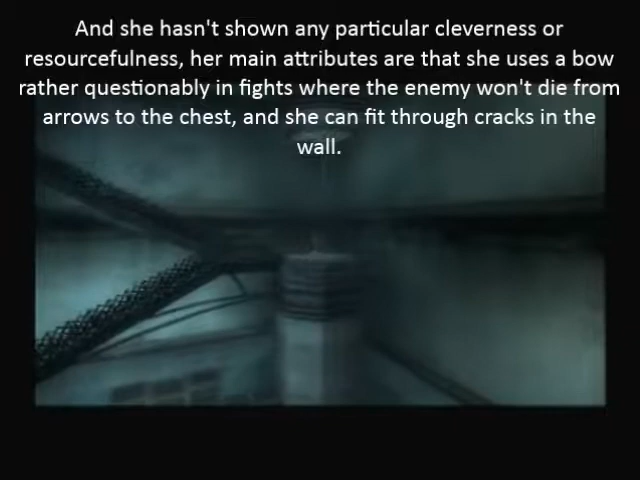 And she hasn't shown any particular cleverness or
resourcefulness, her main attributes are that she uses a bow
rather questionably in fights where the enemy won't die from
arrows to the chest, and she can fit through cracks in the
wall.